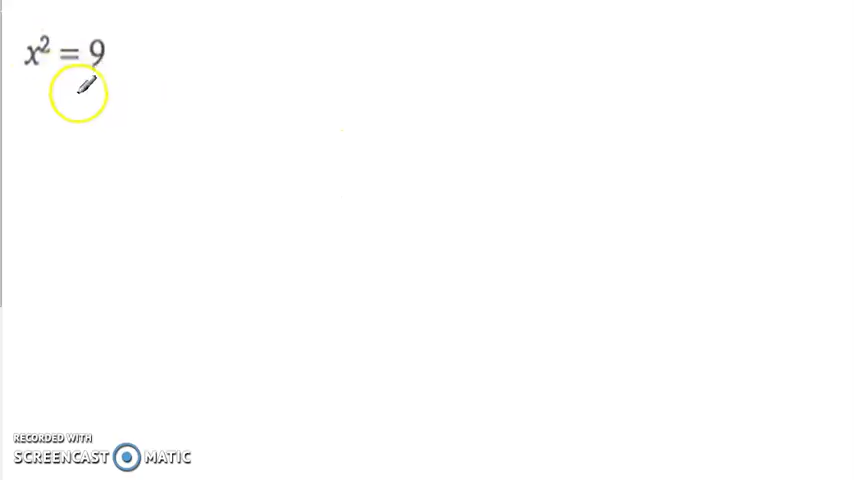 x² = 9
RECORDED WITH
SCREENCAST MATIC